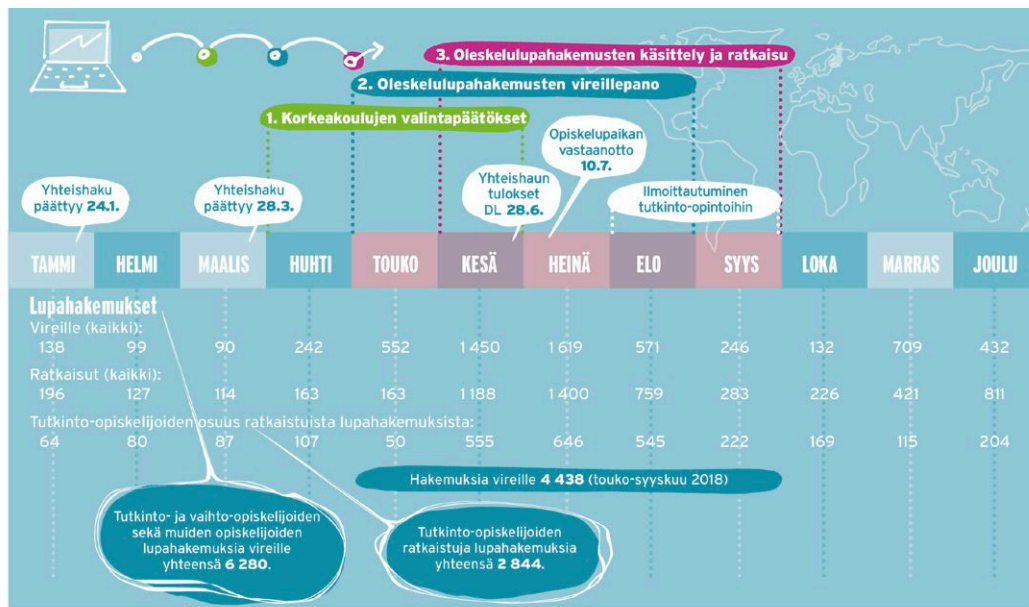 3. Oleskelulupahakemusten käsittely ja ratkaisu
2. Oleskelulupahakemusten vireillepano
1. Korkeakoulujen valintapäätökset
Opiskelupaikan
vastaanotto
10.7.
Yhteishaku
päättyy 24.1.
Yhteishaku
päättyy 28.3.
Yhteishaun
tulokset
DL 28.6.
Ilmoittautuminen
tutkinto-opintoihin
TAMMI HELMI MAALIS HUHTI TOUKO KESÄ HEINÄ ELO SYYS LOKA MARRAS JOULU
Lupahakemukset
Vireille (kaikki):
138 99 90 242 552 1 450 1 619 571 246 132 709 432
Ratkaisut (kaikki):
196 127 114 163 163 1 188 1 400 759 283 226 421 811
Tutkinto-opiskelijoiden osuus ratkaistuista lupahakemuksista:
64 80 87 107 50 555 646 545 222 169 115 204
Hakemuksia vireille 4 438 (touko-syyskuu 2018)
Tutkinto- ja vaihto-opiskelijoiden
sekä muiden opiskelijoiden
lupahakemuksia vireille
yhteensä 6 280.
Tutkinto-opiskelijoiden
ratkaistuja lupahakemuksia
yhteensä 2 844.